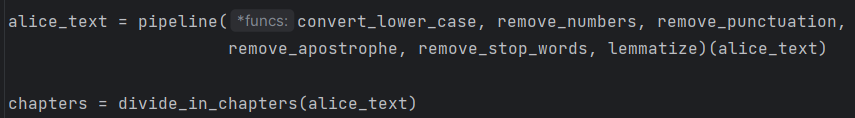 alice_text = pipeline( *funcs: convert_lower_case, remove_numbers, remove_punctuation,
remove_apostrophe, remove_stop_words, lemmatize)(alice_text)
chapters = divide_in_chapters(alice_text)